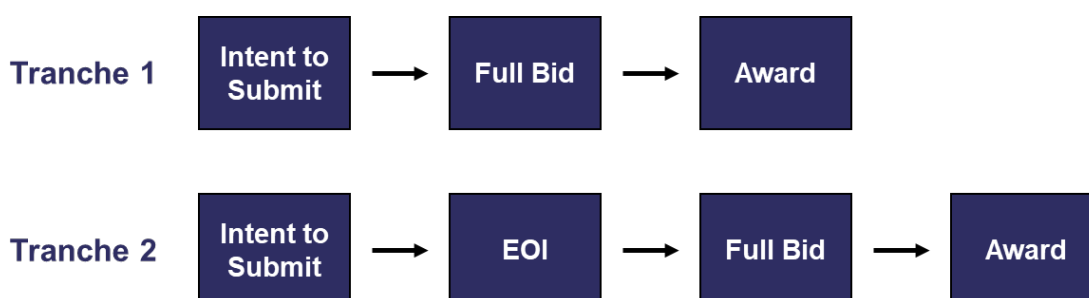 Tranche 1
Intent to
Submit
Full Bid
Award
Tranche 2
Intent to
Submit
EOI
Full Bid
Award